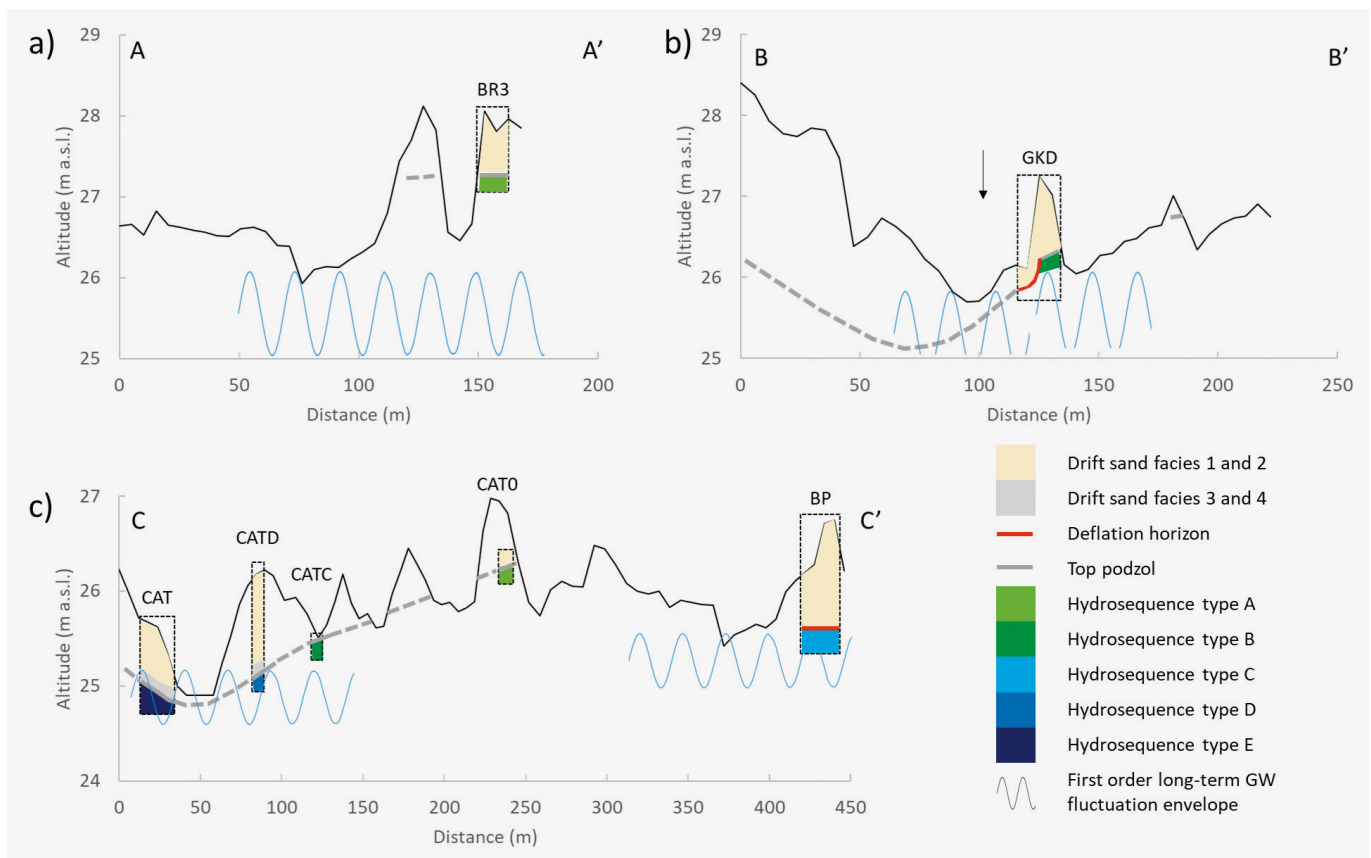 a)
A
A’
BR3
29
28
27
26
25
Altitude (m a.s.l.)
0
50
100
150
200
Distance (m)
b)
B
B’
GKD
29
28
27
26
25
Altitude (m a.s.l.)
0
50
100
150
200
250
Distance (m)
c)
C
C’
CAT
CATD
CATC
CAT0
BP
27
26
25
24
Altitude (m a.s.l.)
0
50
100
150
200
250
300
350
400
450
Distance (m)
Drift sand facies 1 and 2
Drift sand facies 3 and 4
Deflation horizon
Top podzol
Hydrosequence type A
Hydrosequence type B
Hydrosequence type C
Hydrosequence type D
Hydrosequence type E
First order long-term GW
fluctuation envelope